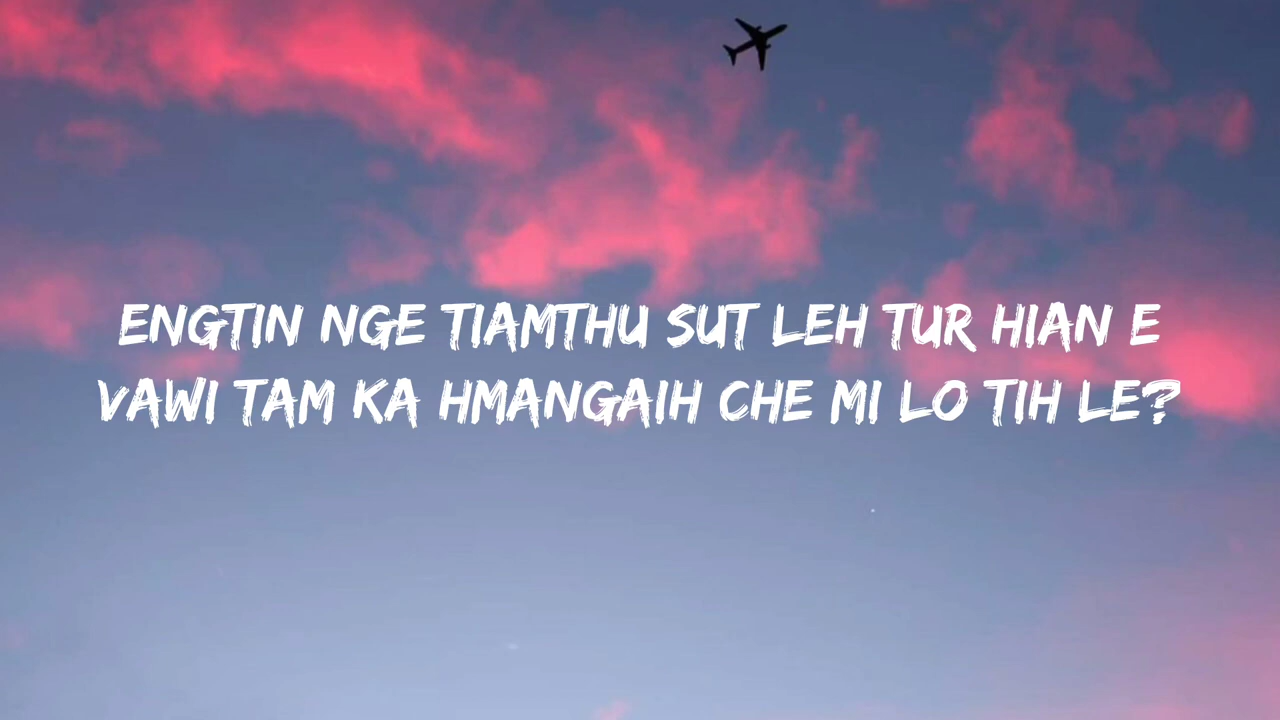 ENGTIN NGE TIAMTHU SUT LEH TUR HIAN E
VAWI TAM KA HMANGAIH CHE MI LO TIH LE?